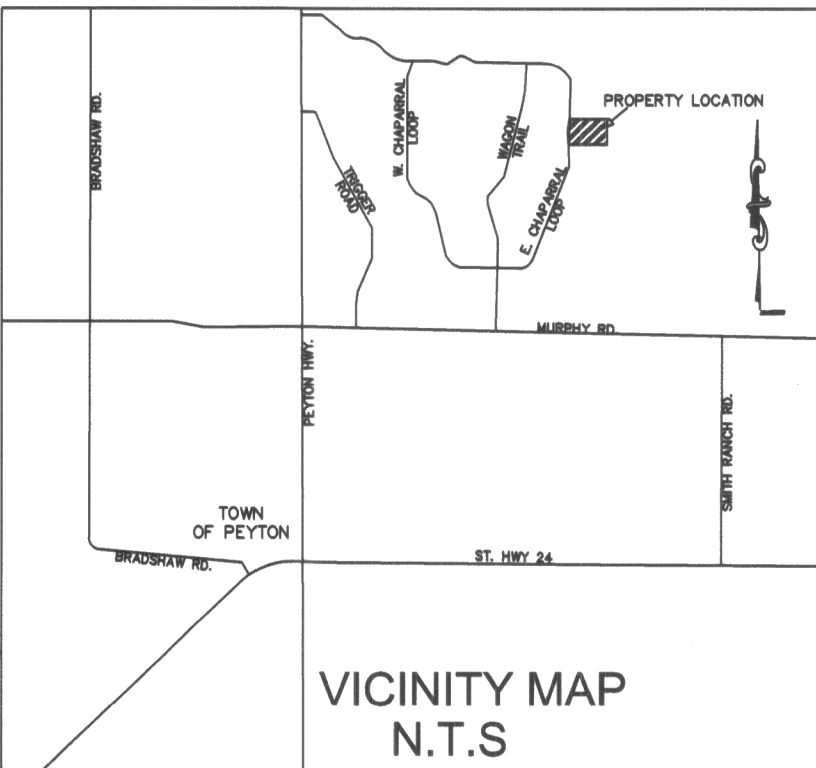 BRADSHAW RD.
W. CHAPARRAL
LOOP
WAGON
TRAIL
PROPERTY LOCATION
TRIGGER
ROAD
E. CHAPARRAL
LOOP
MURPHY RD.
PEYTON HWY.
SMITH RANCH RD.
TOWN
OF PEYTON
BRADSHAW RD.
ST. HWY 24
VICINITY MAP
N.T.S